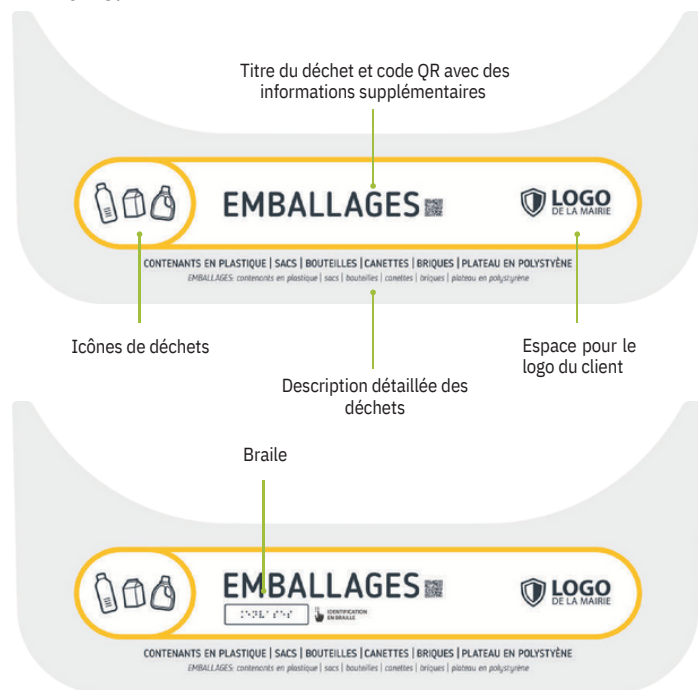 Titre du déchet et code QR avec des
informations supplémentaires
EMBALLAGES
LOGO
DE LA MAIRIE
CONTENANTS EN PLASTIQUE | SACS | BOUTEILLES | CANETTES | BRIQUES | PLATEAU EN POLYSTYRÈNE
EMBALLAGES: contenants en plastique | sacs | bouteilles | canettes | briques | plateau en polystyrène
Icônes de déchets
Espace pour le
logo du client
Description détaillée des
déchets
Braile
EMBALLAGES
IDENTIFICATION
EN BRAILLE
LOGO
DE LA MAIRIE
CONTENANTS EN PLASTIQUE | SACS | BOUTEILLES | CANETTES | BRIQUES | PLATEAU EN POLYSTYRÈNE
EMBALLAGES: contenants en plastique | sacs | bouteilles | canettes | briques | plateau en polystyrène